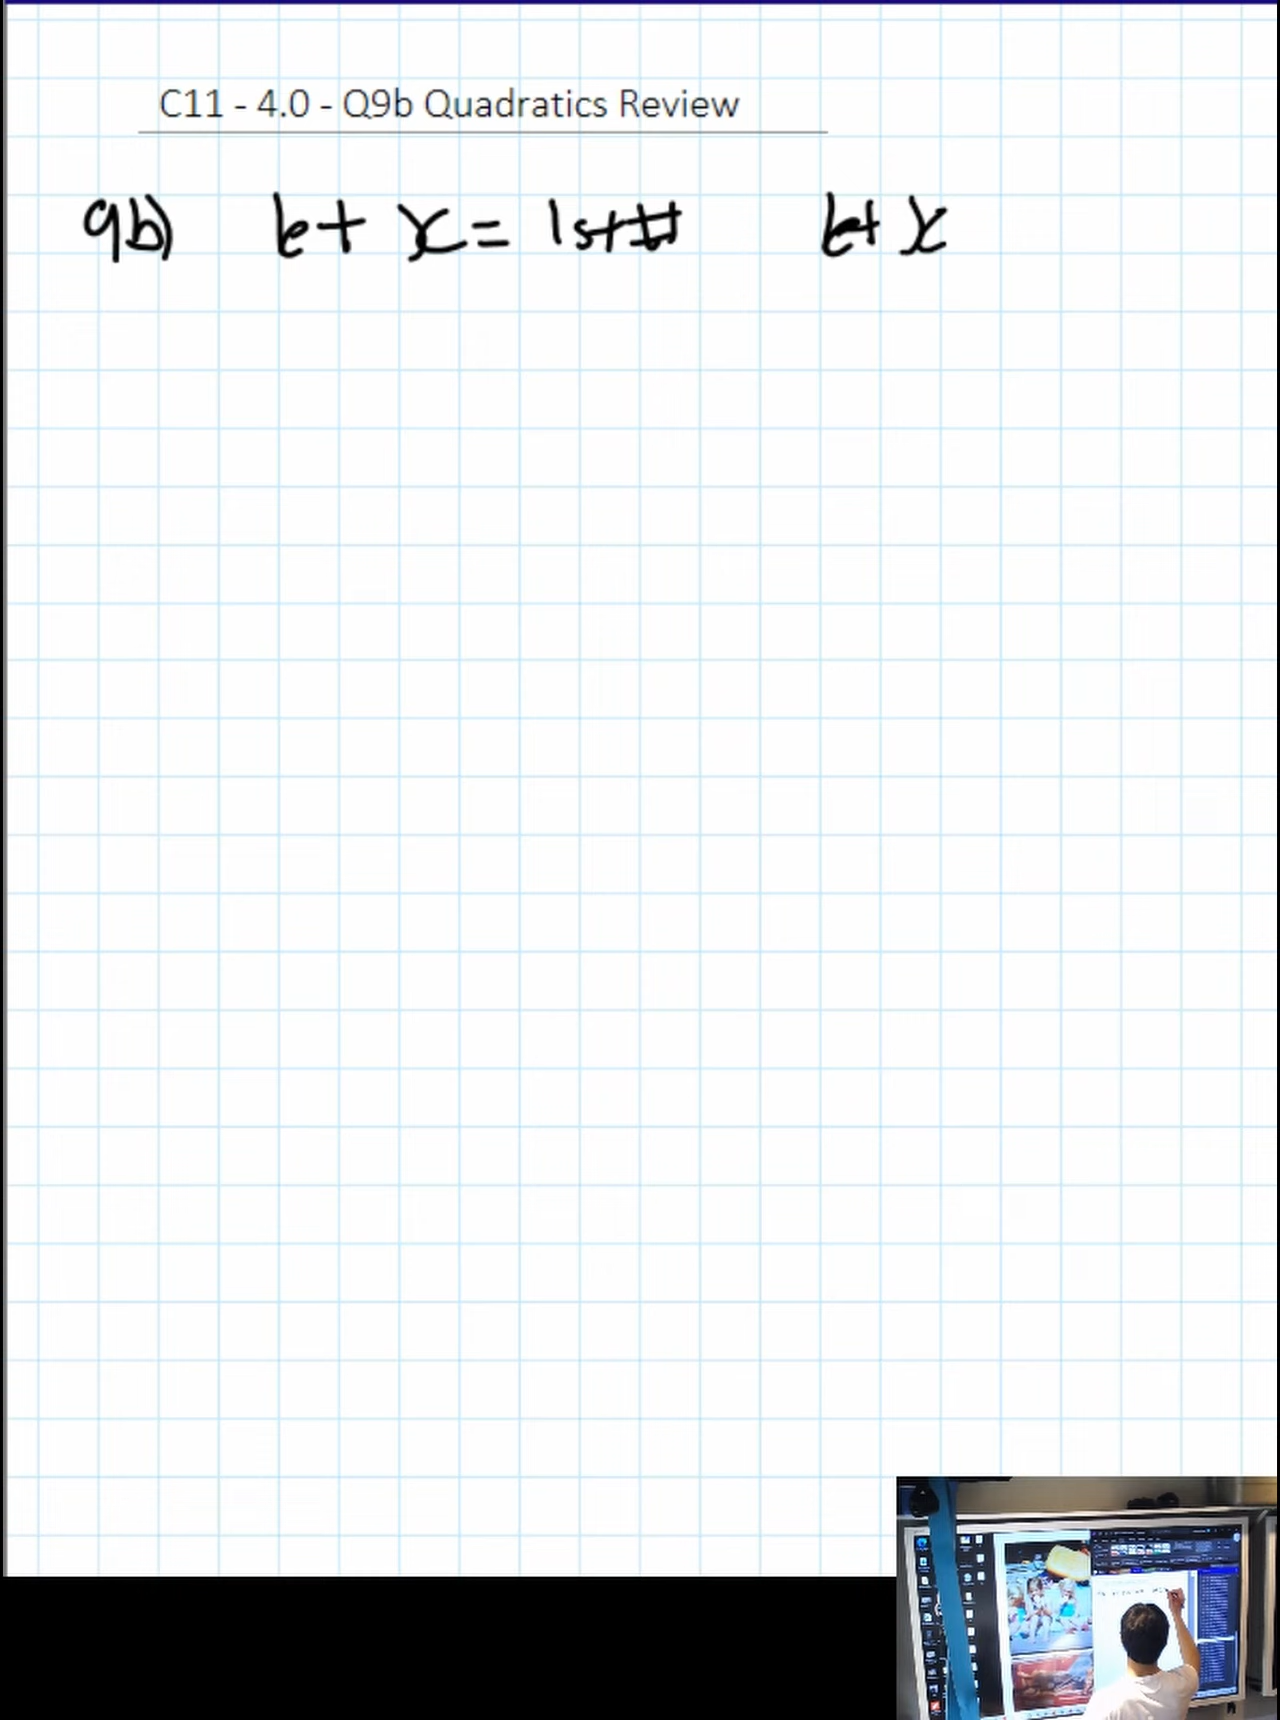 C11 - 4.0 - Q9b Quadratics Review
9b) let x = 1st # let x